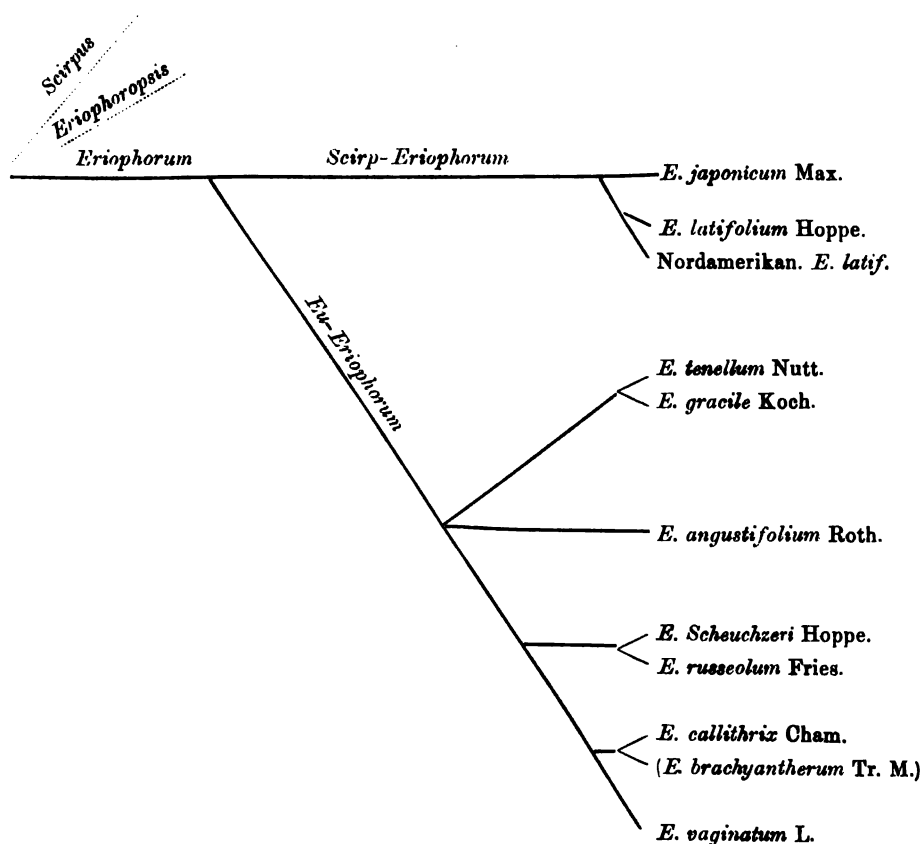 Scirpus
Eriophoropsis
Eriophorum
Scirp-Eriophorum
E. japonicum Max.
E. latifolium Hoppe.
Nordamerikan. E. latif.
Eu-Eriophorum
E. tenellum Nutt.
E. gracile Koch.
E. angustifolium Roth.
E. Scheuchzeri Hoppe.
E. russeolum Fries.
E. callithrix Cham.
(E. brachyantherum Tr. M.)
E. vaginatum L.